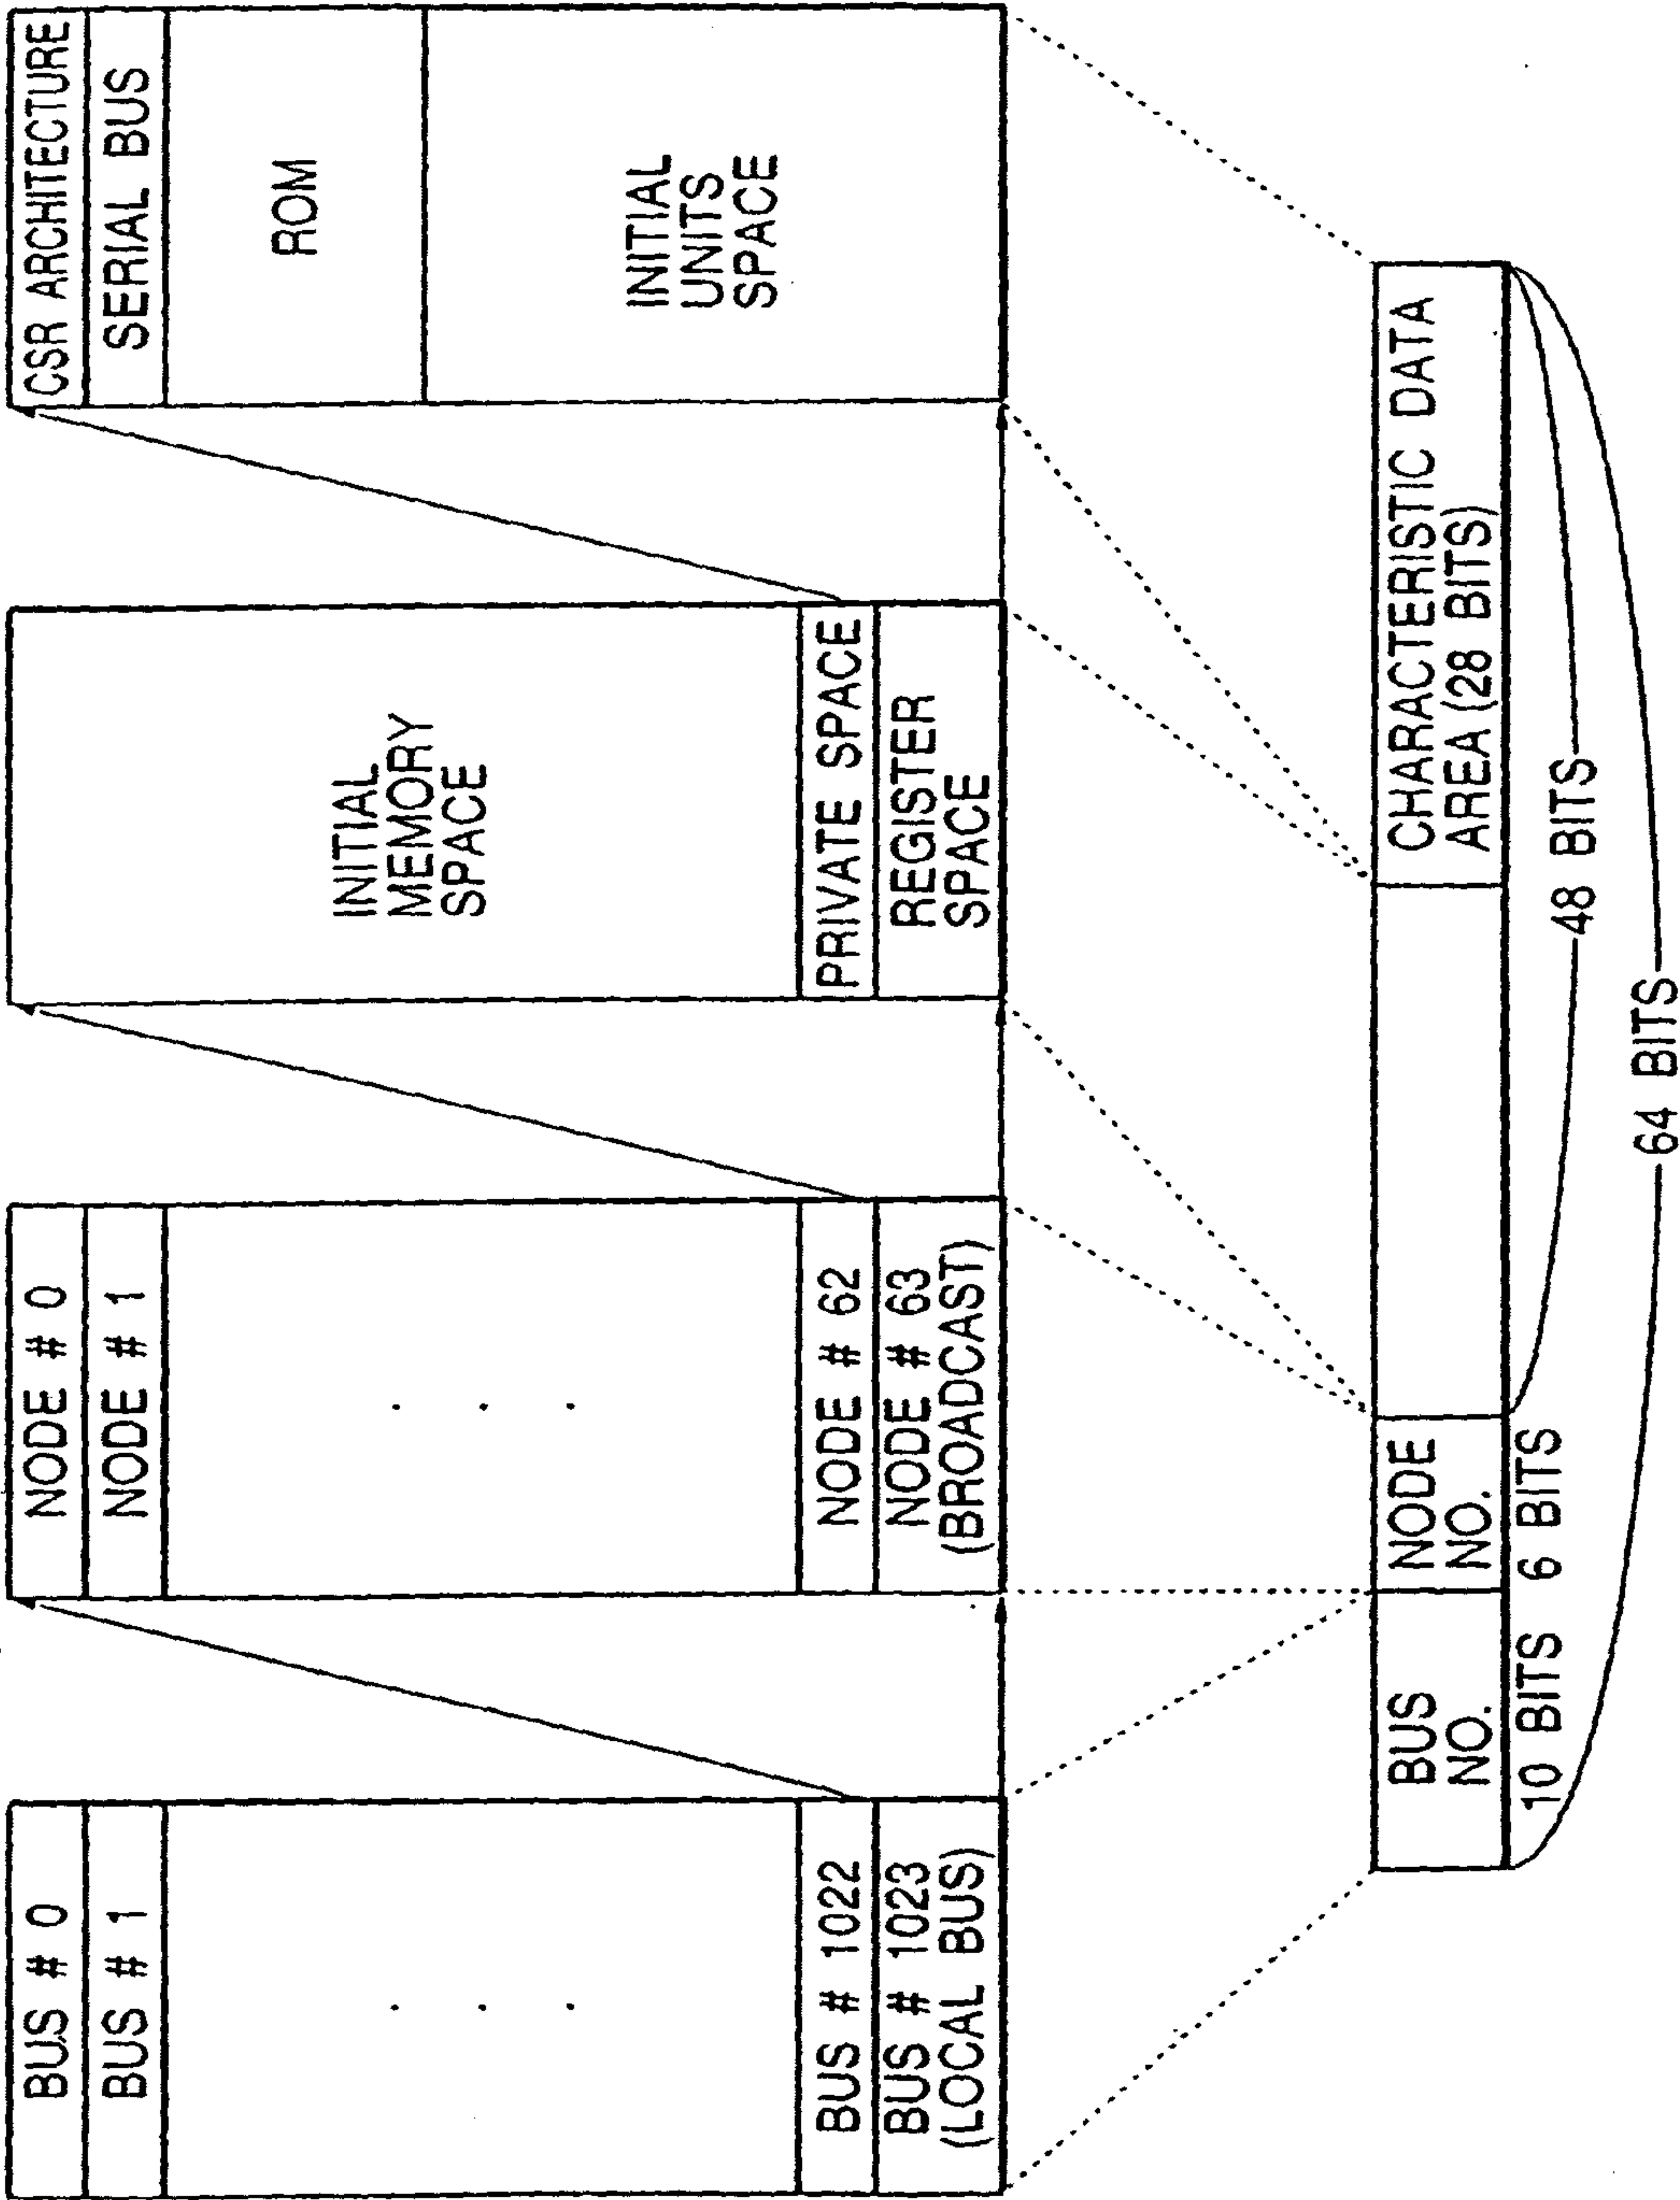 BUS # 0
BUS # 1
.
.
.
BUS # 1022
BUS # 1023
(LOCAL BUS)
NODE # 0
NODE # 1
.
.
.
NODE # 62
NODE # 63
(BROADCAST)
INITIAL
MEMORY
SPACE
PRIVATE SPACE
REGISTER
SPACE
CSR ARCHITECTURE
SERIAL BUS
ROM
INITIAL
UNITS
SPACE
BUS
NO.
NODE
NO.
CHARACTERISTIC DATA
AREA (28 BITS)
10 BITS
6 BITS
48 BITS
64 BITS